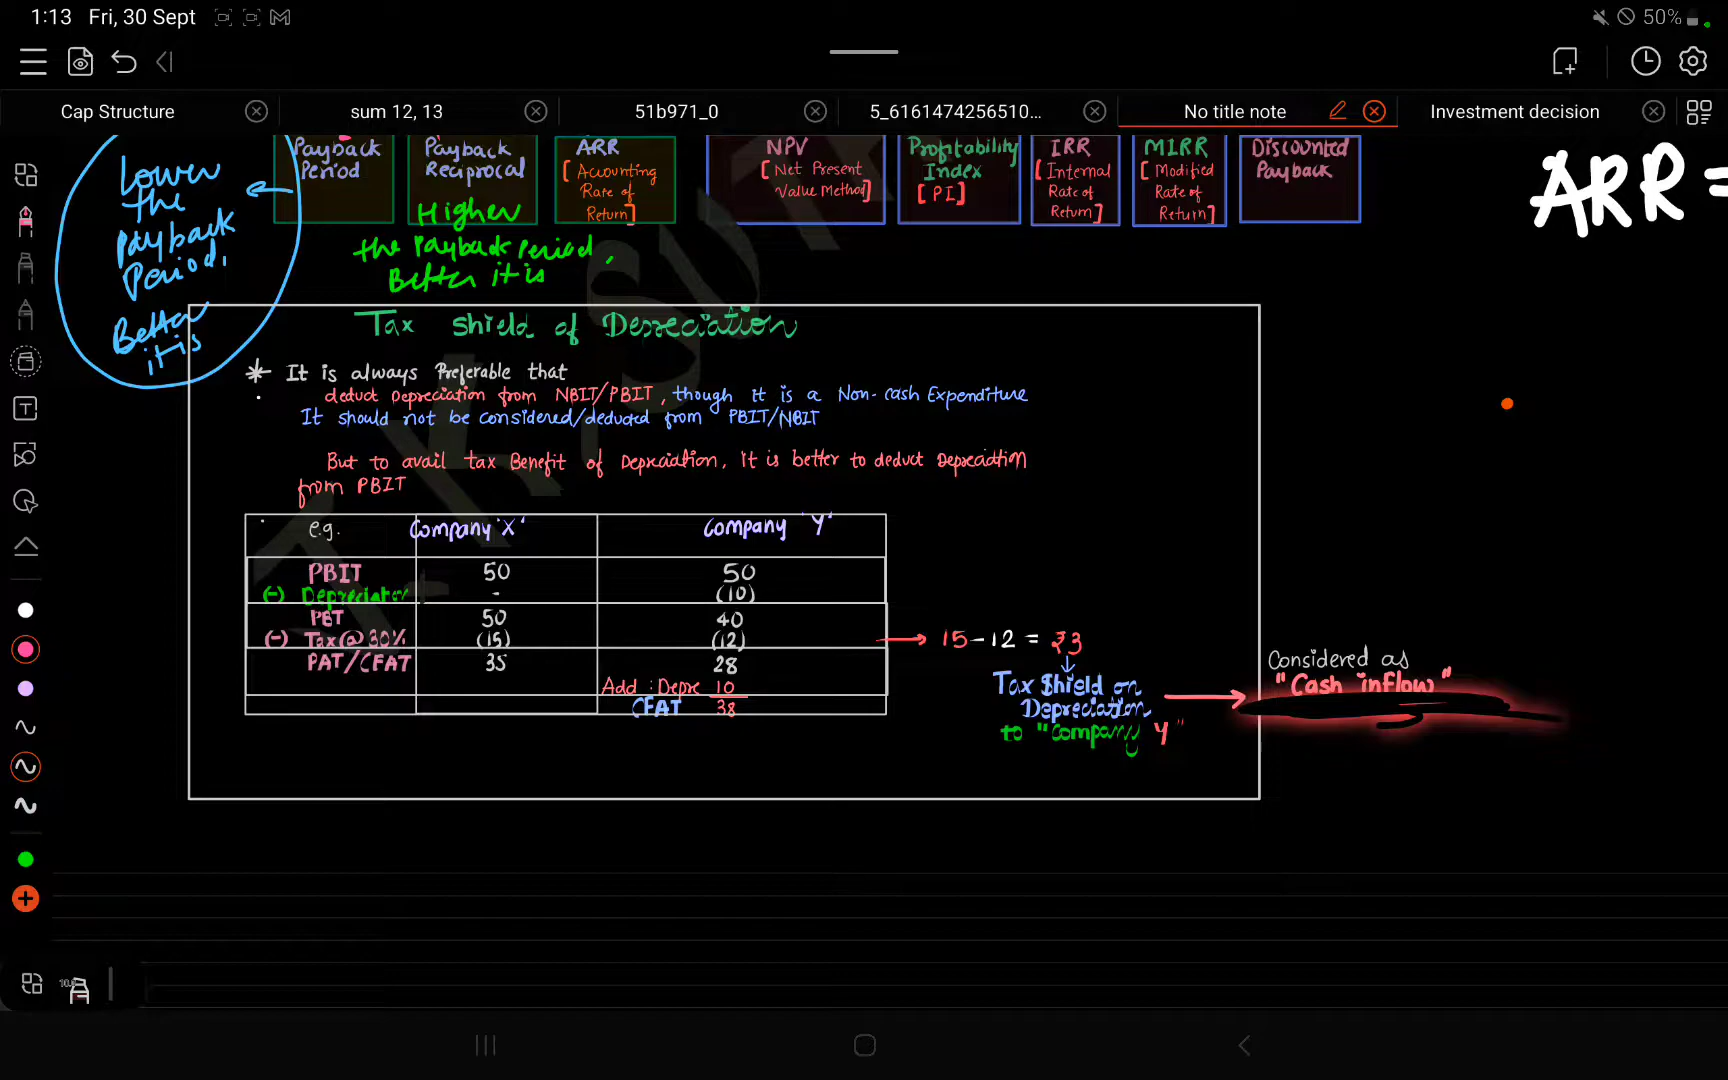 1:13 Fri, 30 Sept
50%
Cap Structure
sum 12, 13
51b971_0
5_6161474256510...
No title note
Investment decision
Lower
the
Payback
Period,
Better
it is
Payback
Period
Payback
Reciprocal
Higher
the Payback Period,
Better it is
ARR
[Accounting
Rate of
Return]
NPV
[Net Present
Value Method]
Profitability
Index
[PI]
IRR
[Internal
Rate of
Return]
MIRR
[Modified
Rate of
Return]
Discounted
Payback
ARR =
Tax Shield of Depreciation
* It is always Preferable that
deduct Depreciation from NBIT/PBIT, though it is a Non-cash Expenditure
It should not be considered/deducted from PBIT/NBIT
But to avail tax Benefit of Depreciation, It is better to deduct Depreciation
from PBIT
e.g. Company 'X' Company 'Y'
PBIT 50 50
(-) Depreciation - (10)
PBT 50 40
(-) Tax@30% (15) (12)
PAT/CFAT 35 28
Add : Depre 10
CFAT 38
15-12 = ₹3
Tax Shield on
Depreciation
to "Company Y"
Considered as
"Cash inflow"